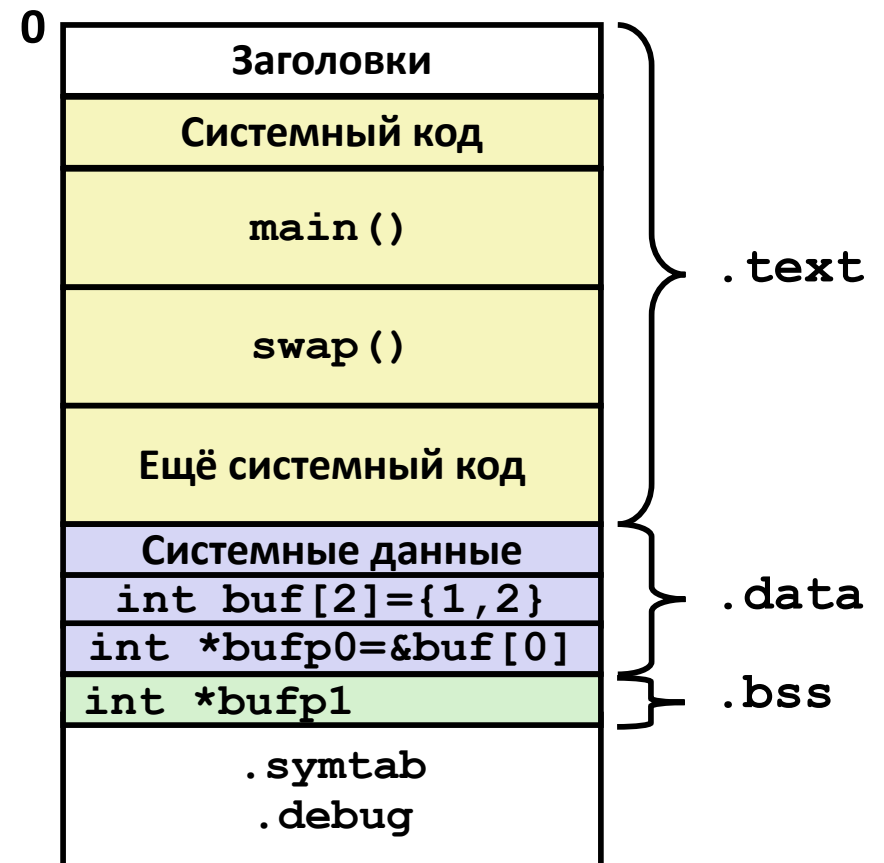 0
Заголовки
Системный код
main()
swap()
Ещё системный код
.text
Системные данные
int buf[2]={1,2}
int *bufp0=&buf[0]
.data
int *bufp1
.bss
.symtab
.debug